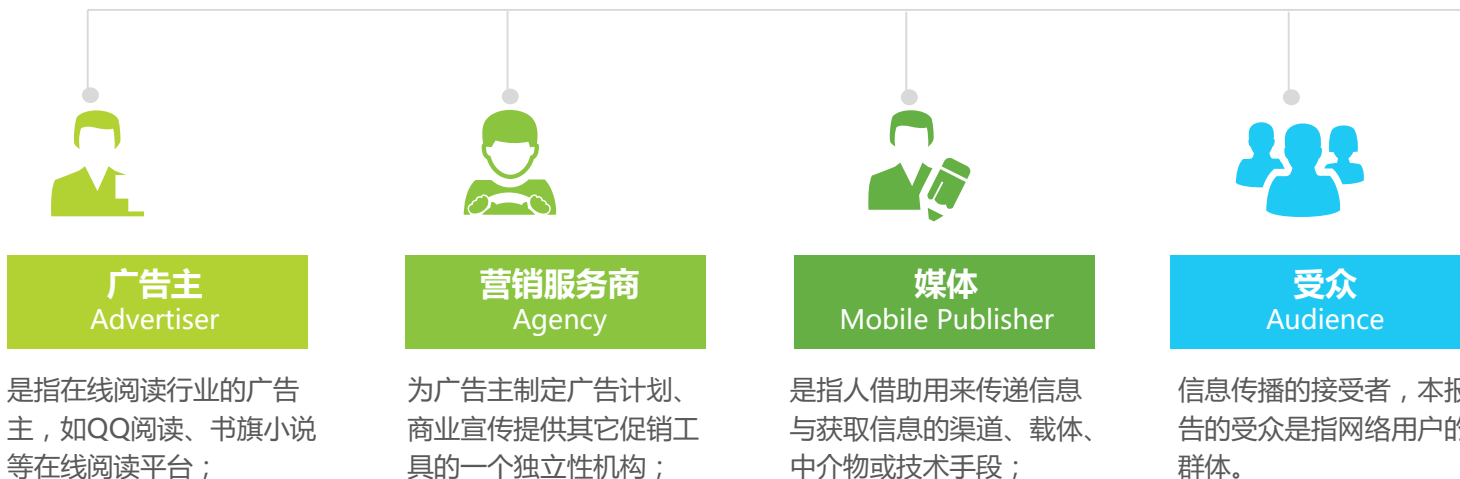 广告主
Advertiser
是指在线阅读行业的广告
主，如QQ阅读、书旗小说
等在线阅读平台；
营销服务商
Agency
为广告主制定广告计划、
商业宣传提供其它促销工
具的一个独立性机构；
媒体
Mobile Publisher
是指人借助用来传递信息
与获取信息的渠道、载体、
中介物或技术手段；
受众
Audience
信息传播的接受者，本报
告的受众是指网络用户的
群体。